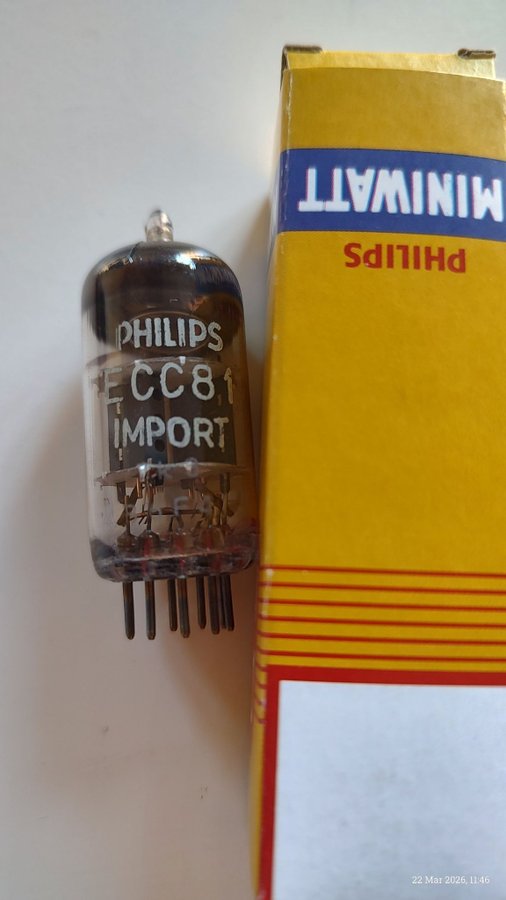 MINIWATT
PHILIPS
PHILIPS
ECC81
IMPORT
22 Mar 2026, 11:46